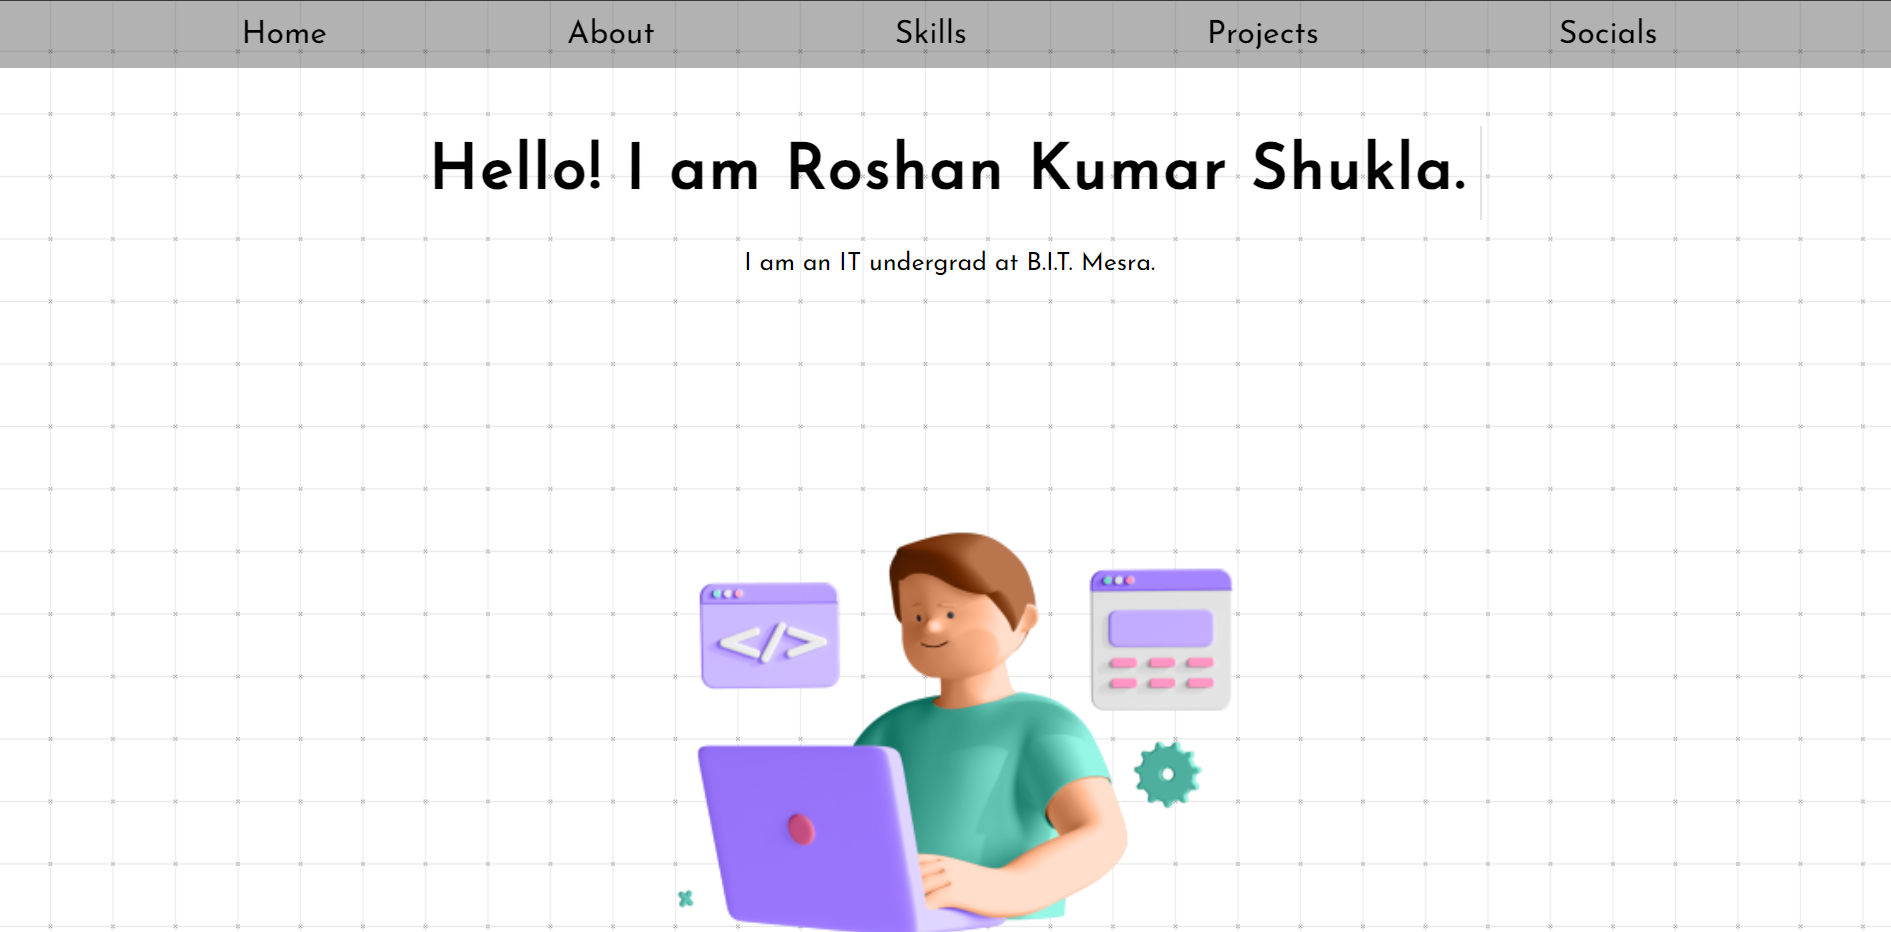 Home About Skills Projects Socials
Hello! I am Roshan Kumar Shukla.
I am an IT undergrad at B.I.T. Mesra.
</>